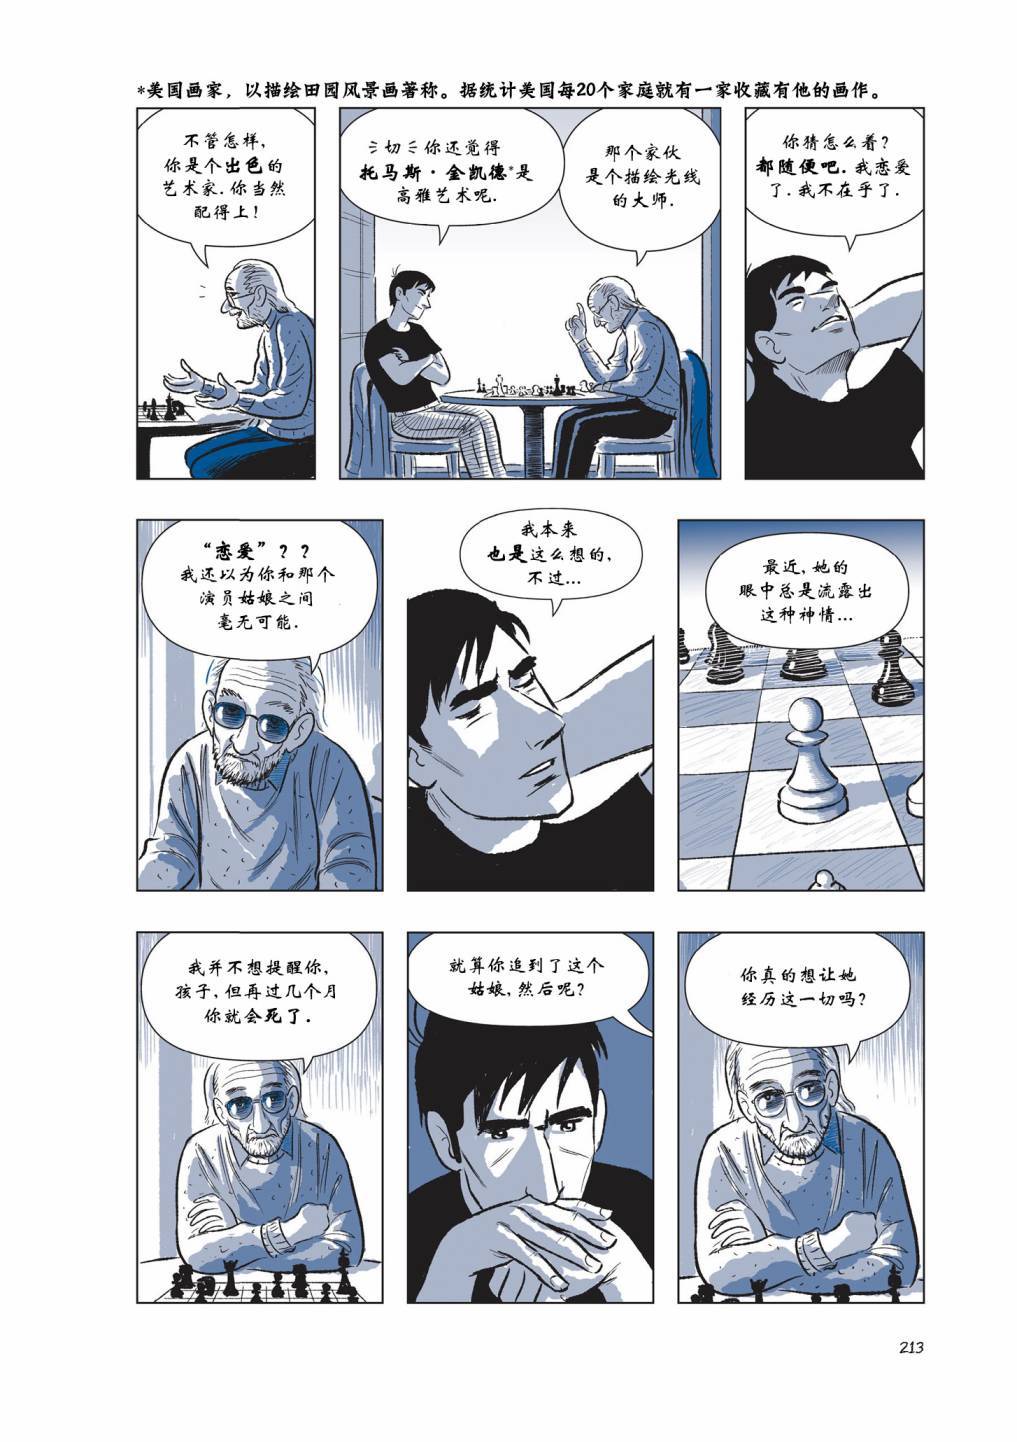 *美国画家，以描绘田园风景画著称。据统计美国每20个家庭就有一家收藏有他的画作。
不管怎样，
你是个出色的
艺术家．你当然
配得上！
切 你还觉得
托马斯·金凯德*是
高雅艺术呢．
那个家伙
是个描绘光线
的大师．
你猜怎么着？
都随便吧．我恋爱
了．我不在乎了．
“恋爱”？？
我还以为你和那个
演员姑娘之间
毫无可能．
我本来
也是这么想的，
不过…
最近，她的
眼中总是流露出
这种神情…
我并不想提醒你，
孩子，但再过几个月
你就会死了．
就算你追到了这个
姑娘，然后呢？
你真的想让她
经历这一切吗？
213